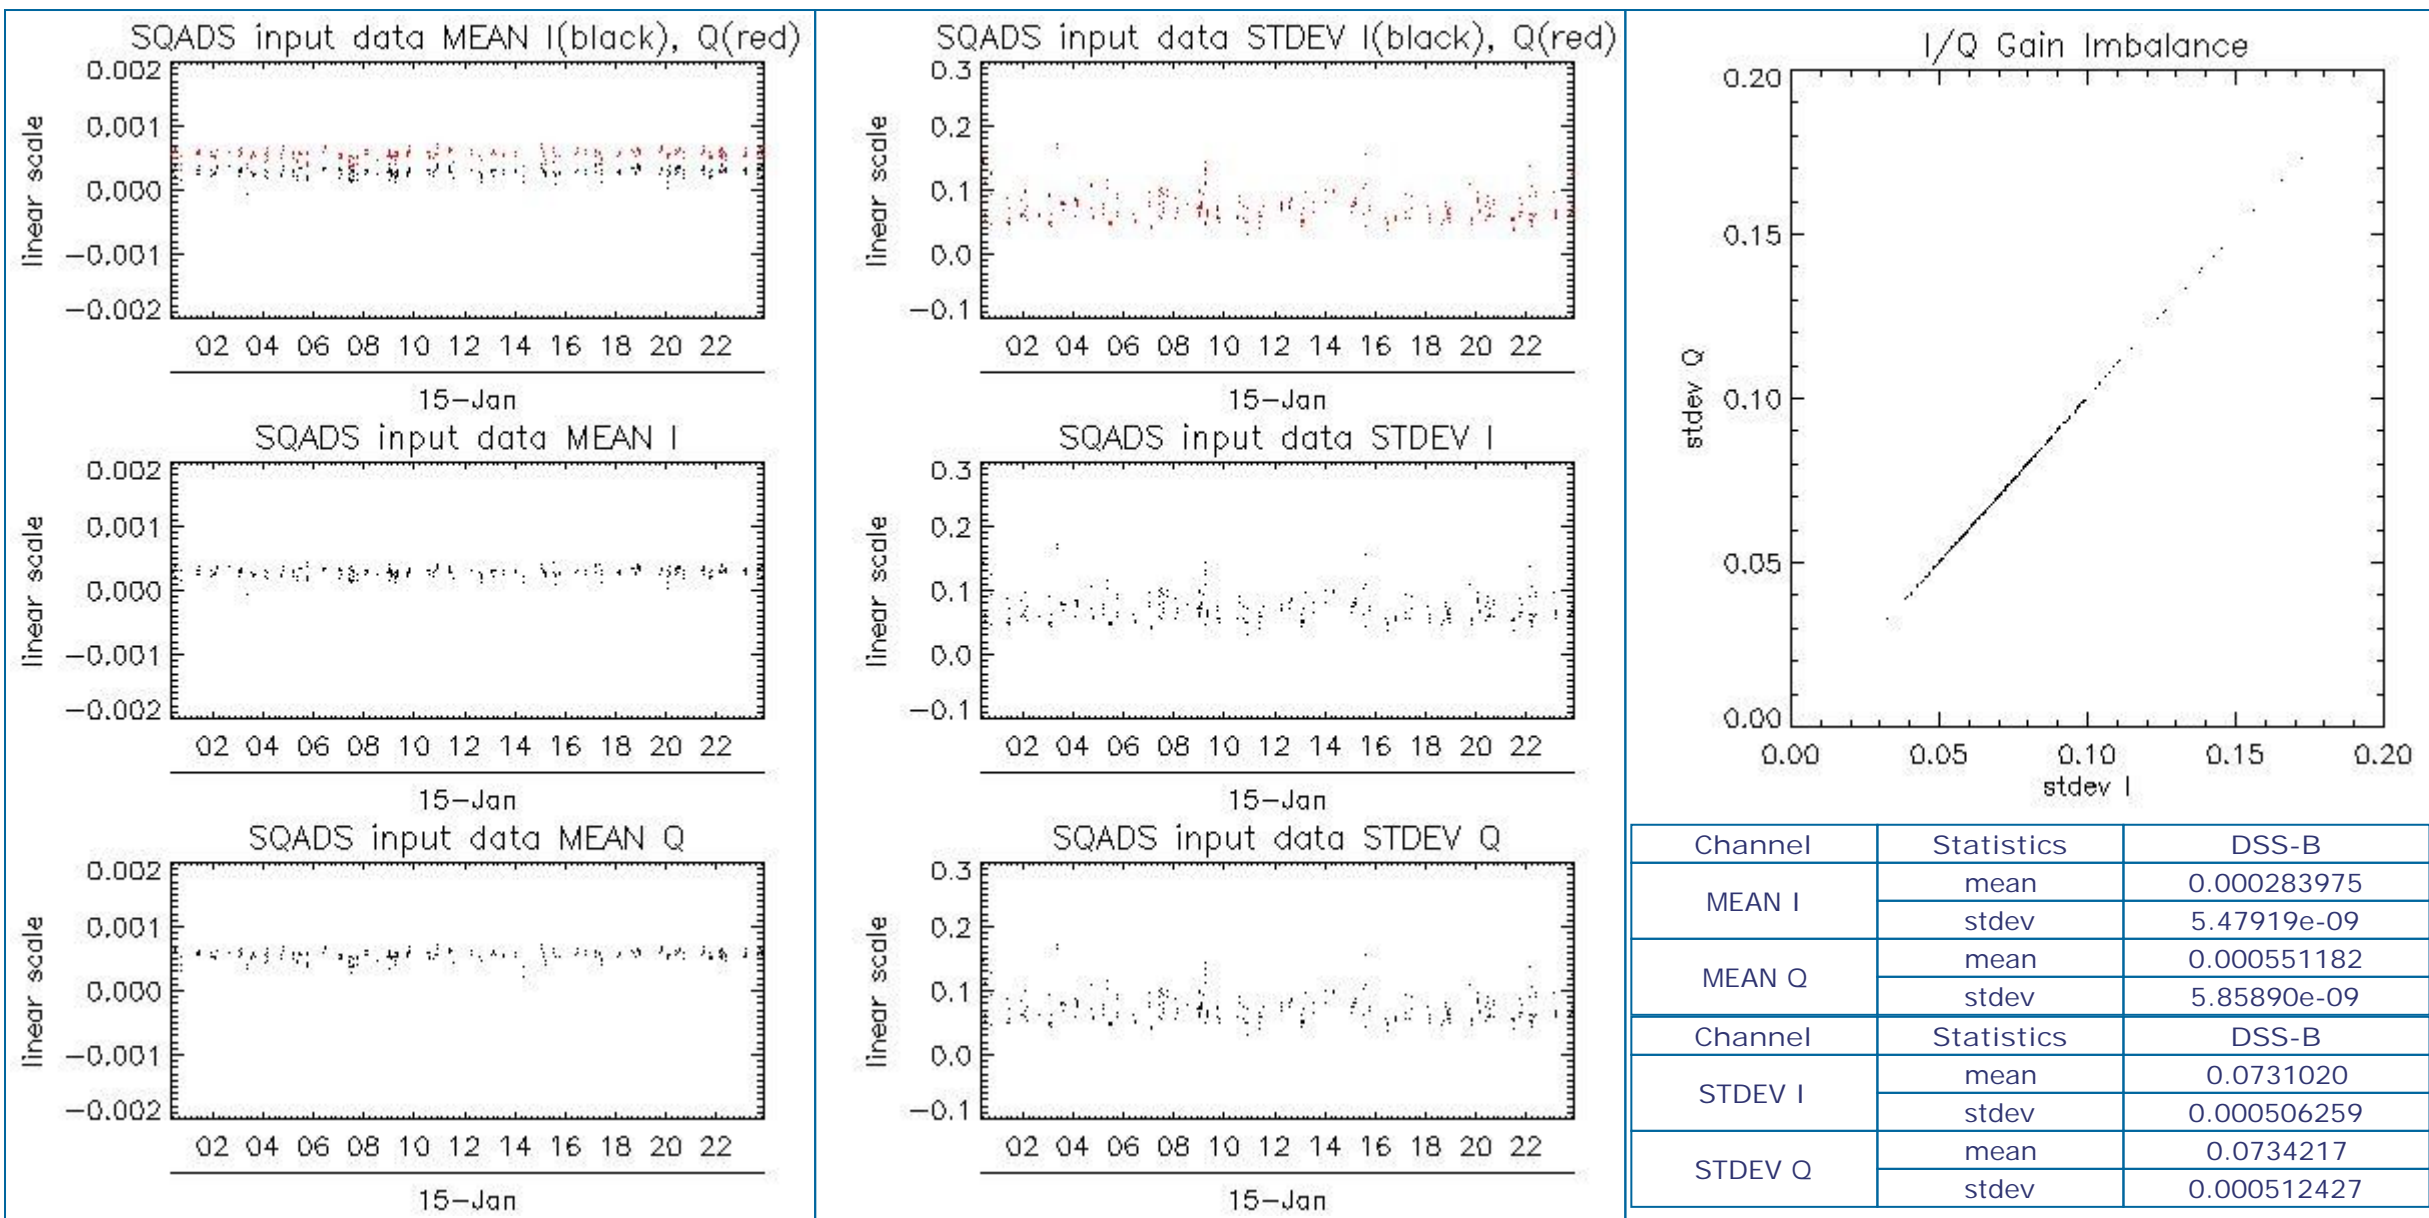 SQADS input data MEAN I(black), Q(red)
0.002
0.001
0.000
-0.001
-0.002
linear scale
02 04 06 08 10 12 14 16 18 20 22
15-Jan
SQADS input data MEAN I
0.002
0.001
0.000
-0.001
-0.002
linear scale
02 04 06 08 10 12 14 16 18 20 22
15-Jan
SQADS input data MEAN Q
0.002
0.001
0.000
-0.001
-0.002
linear scale
02 04 06 08 10 12 14 16 18 20 22
15-Jan
SQADS input data STDEV I(black), Q(red)
0.3
0.2
0.1
0.0
-0.1
linear scale
02 04 06 08 10 12 14 16 18 20 22
15-Jan
SQADS input data STDEV I
0.3
0.2
0.1
0.0
-0.1
linear scale
02 04 06 08 10 12 14 16 18 20 22
15-Jan
SQADS input data STDEV Q
0.3
0.2
0.1
0.0
-0.1
linear scale
02 04 06 08 10 12 14 16 18 20 22
15-Jan
I/Q Gain Imbalance
0.20
0.15
0.10
0.05
0.00
stdev Q
0.00 0.05 0.10 0.15 0.20
stdev I
Channel Statistics DSS-B
MEAN I mean 0.000283975
stdev 5.47919e-09
MEAN Q mean 0.000551182
stdev 5.85890e-09
Channel Statistics DSS-B
STDEV I mean 0.0731020
stdev 0.000506259
STDEV Q mean 0.0734217
stdev 0.000512427